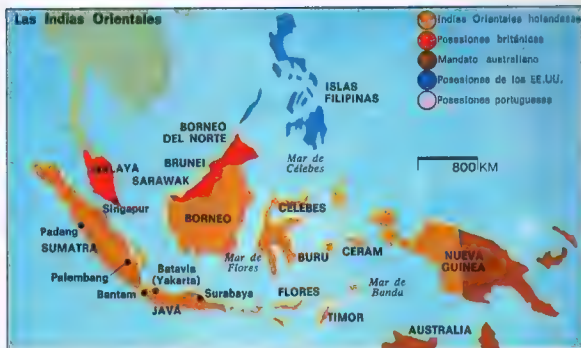 Las Indias Orientales
Indias Orientales holandesas
Posesiones británicas
Mandato australiano
Posesiones de los EE.UU.
Posesiones portuguesas
ISLAS
FILIPINAS
BORNEO
DEL NORTE
BRUNEI
SARAWAK
Mar de
Célebes
800 KM
LAYA
Singapur
BORNEO
CELEBES
Padang
SUMATRA
Mar de
Flores
BURU
CERAM
NUEVA
GUINEA
Palembang
Batavia
(Yakarta)
Bantam
Surabaya
JAVA
FLORES
Mar de
Banda
TIMOR
AUSTRALIA